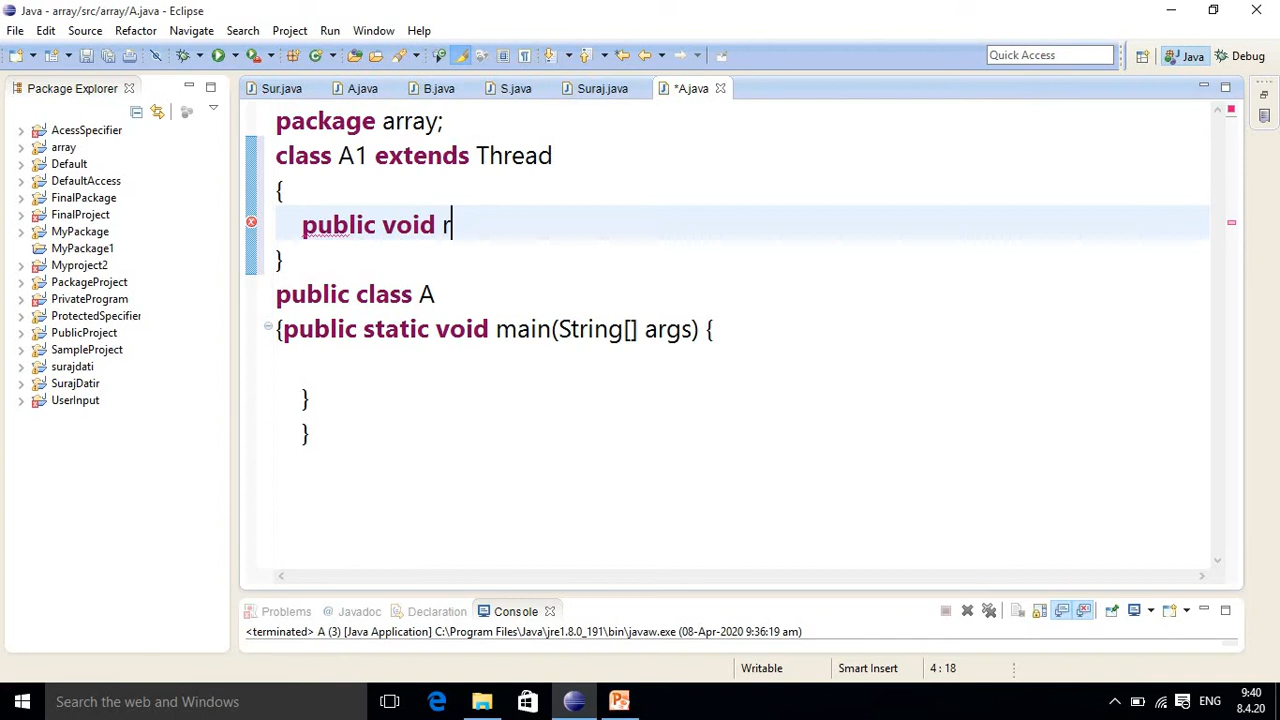 Java - array/src/array/A.java - Eclipse
File Edit Source Refactor Navigate Search Project Run Window Help
Quick Access Java Debug
Package Explorer
AcessSpecifier
array
Default
DefaultAccess
FinalPackage
FinalProject
MyPackage
MyPackage1
Myproject2
PackageProject
PrivateProgram
ProtectedSpecifier
PublicProject
SampleProject
surajdati
SurajDatir
UserInput
Sur.java A.java B.java S.java Suraj.java *A.java
package array;
class A1 extends Thread
{
public void r
}
public class A
{public static void main(String[] args) {
}
}
Problems @ Javadoc Declaration Console
<terminated> A (3) [Java Application] C:\Program Files\Java\jre1.8.0_191\bin\javaw.exe (08-Apr-2020 9:36:19 am)
Writable Smart Insert 4 : 18
Search the web and Windows
ENG
9:40
8.4.20